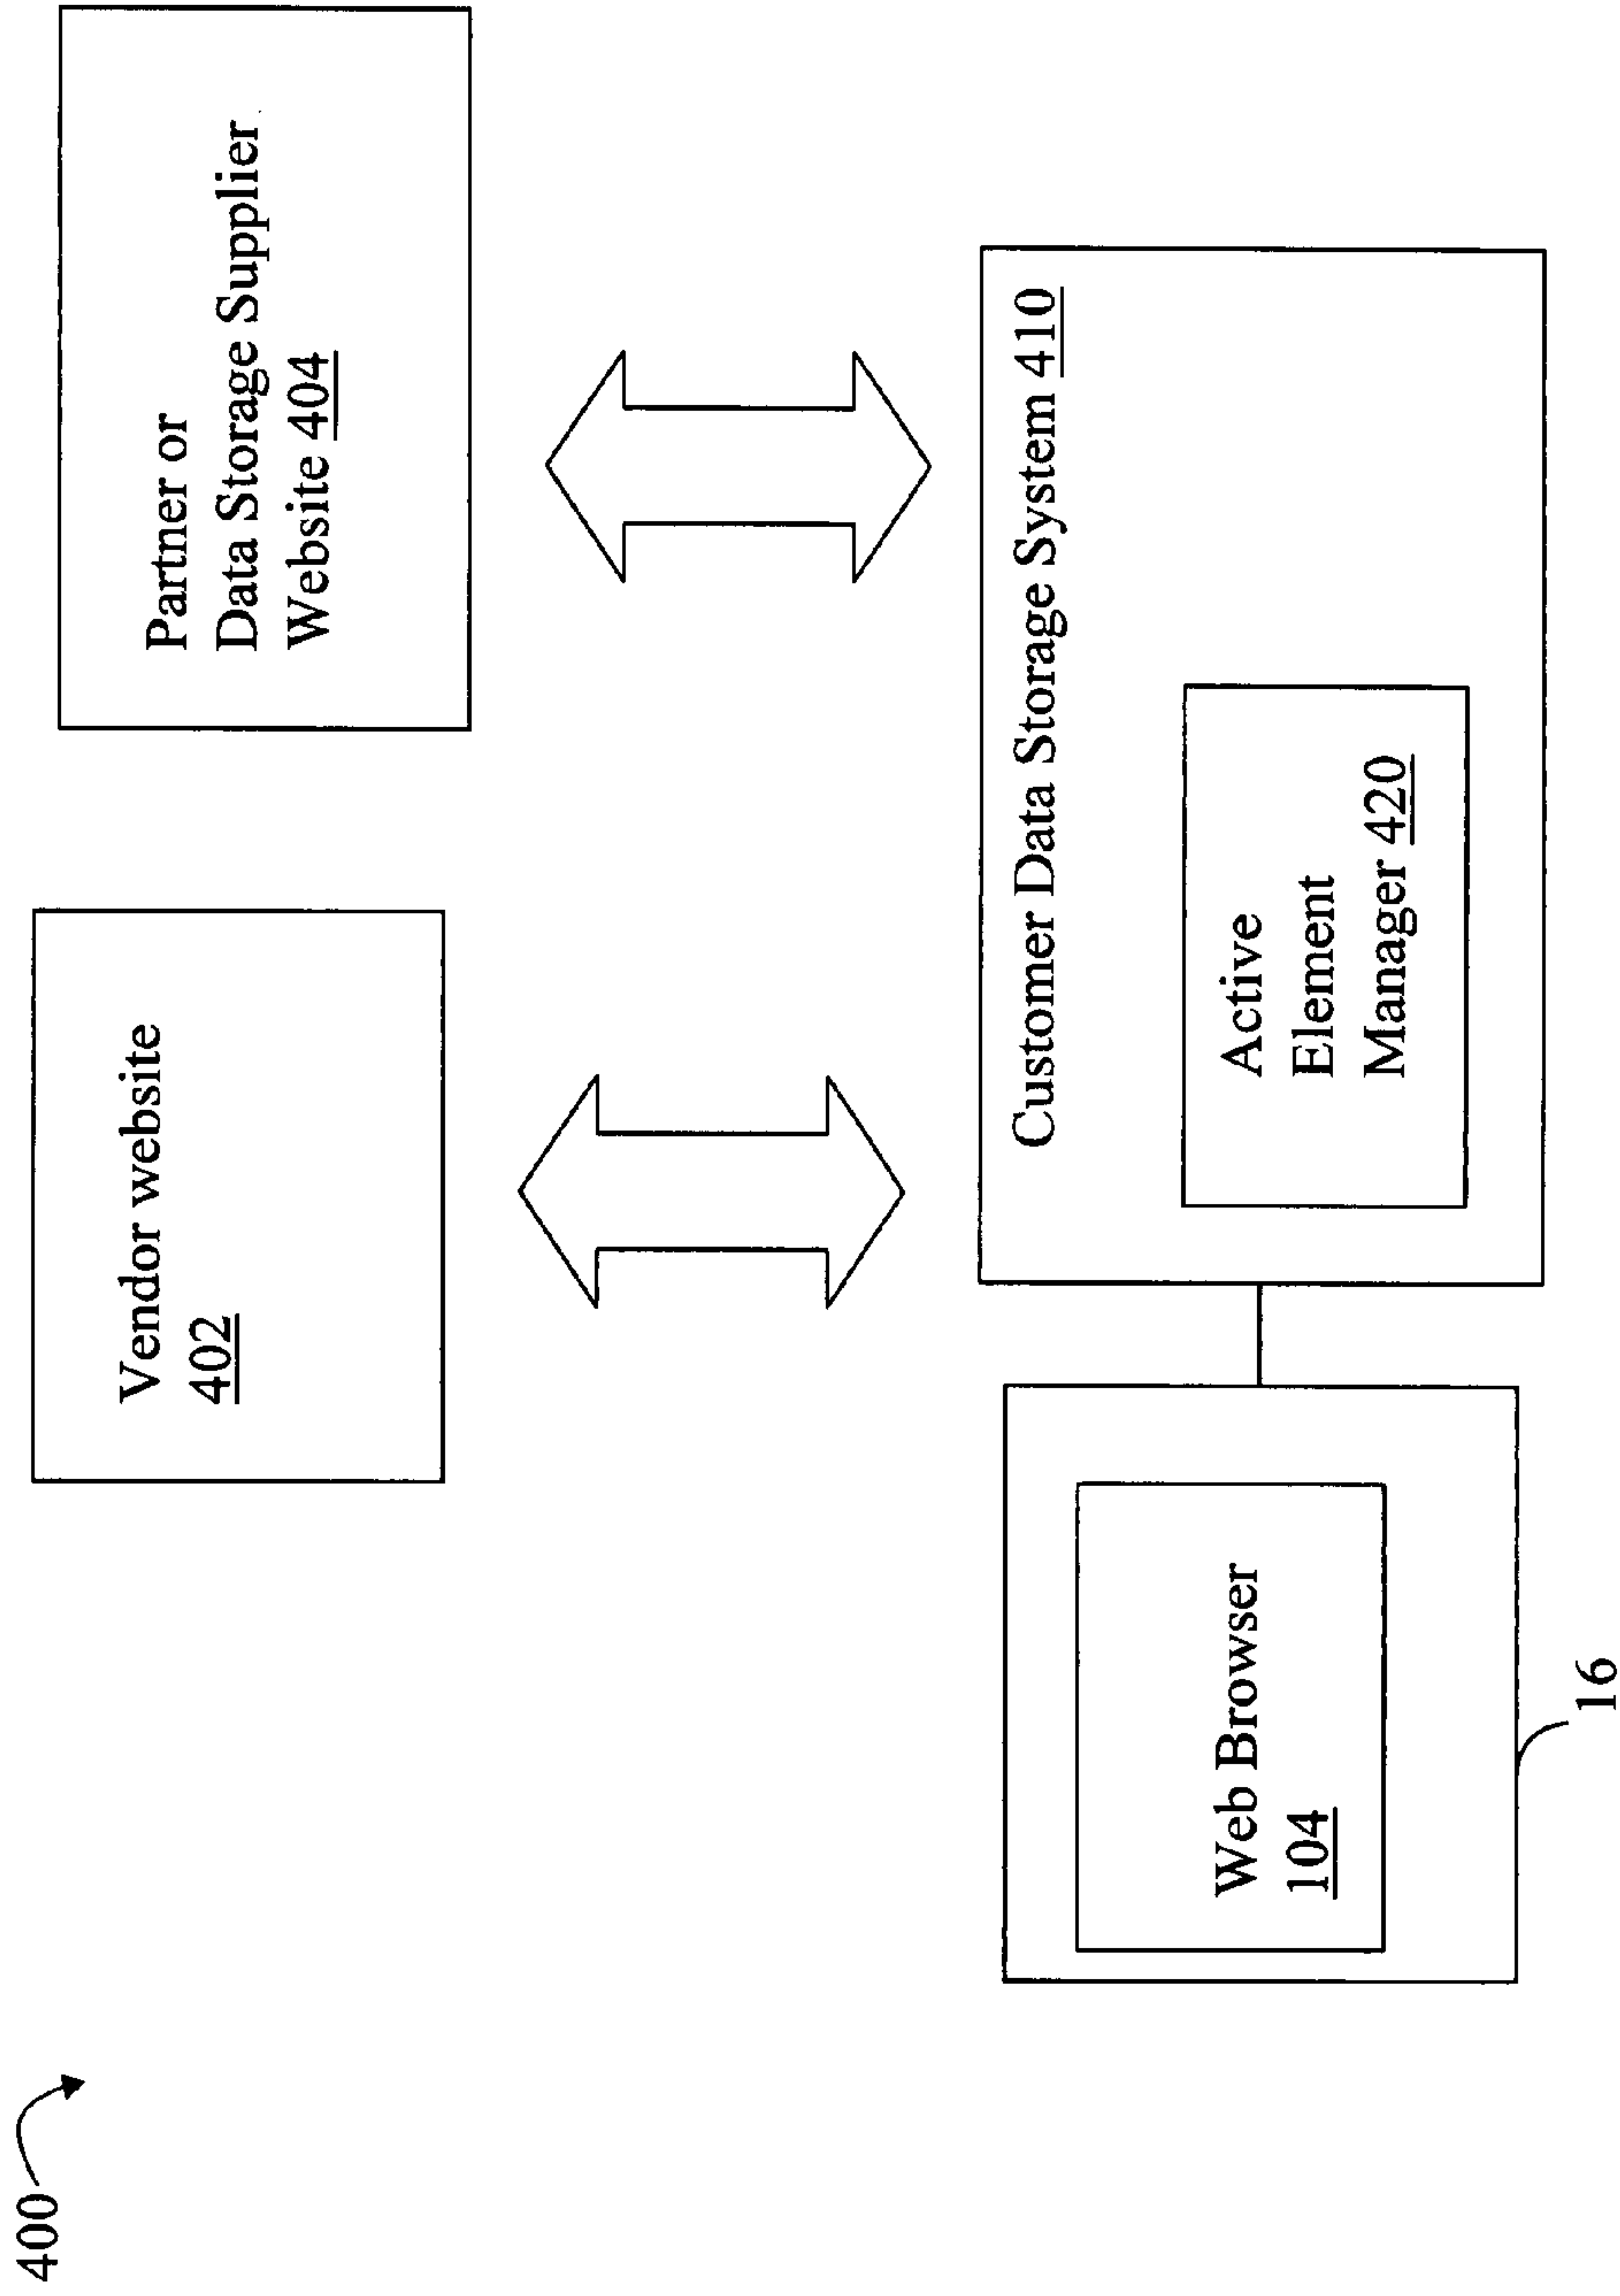 400
Vendor website
402
Partner or
Data Storage Supplier
Website 404
Customer Data Storage System 410
Active
Element
Manager 420
Web Browser
104
16